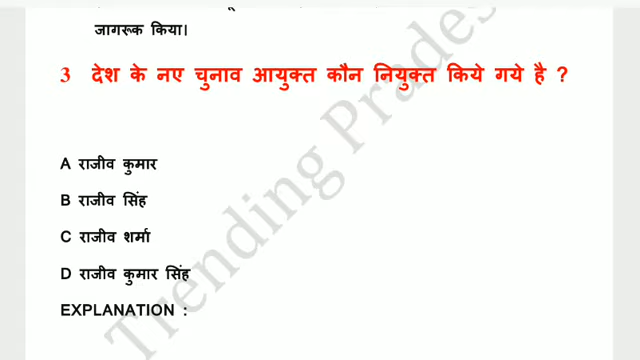 जागरूक किया।
3 देश के नए चुनाव आयुक्त कौन नियुक्त किये गये है ?
A राजीव कुमार
B राजीव सिंह
C राजीव शर्मा
D राजीव कुमार सिंह
EXPLANATION :
Trending Prades